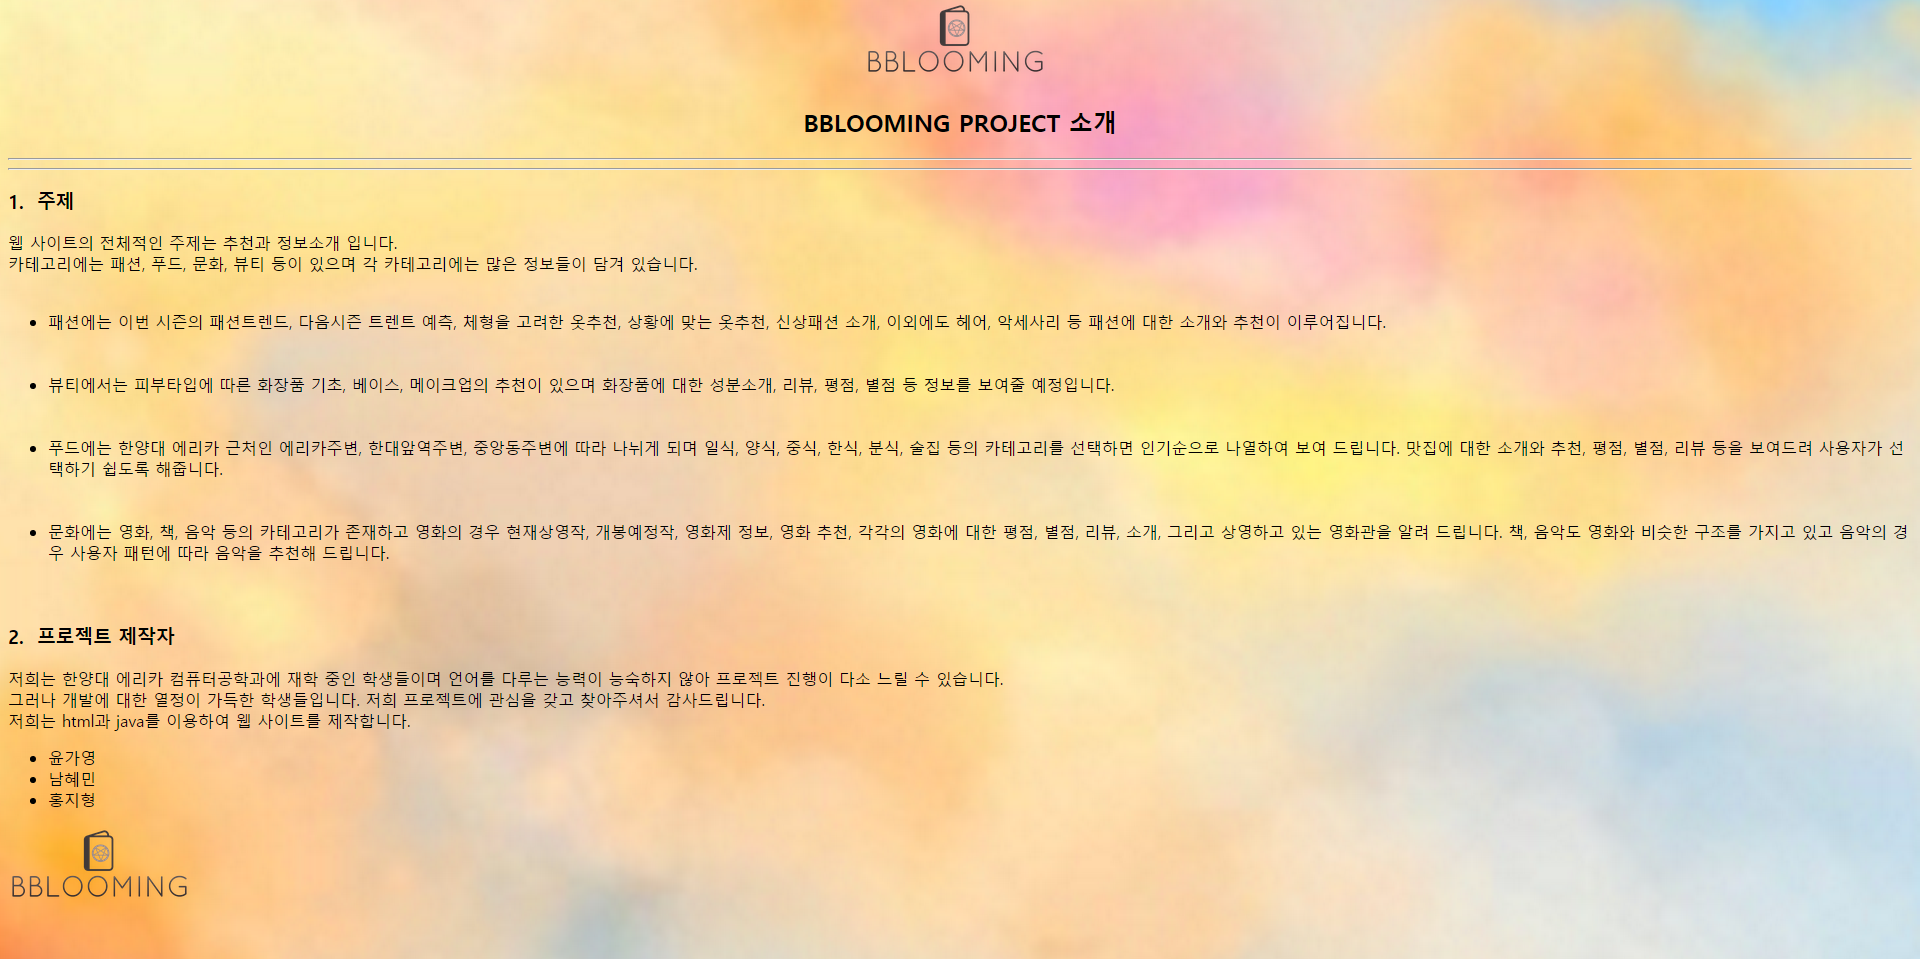 BBLOOMING
BBLOOMING PROJECT 소개
1. 주제
웹 사이트의 전체적인 주제는 추천과 정보소개 입니다.
카테고리에는 패션, 푸드, 문화, 뷰티 등이 있으며 각 카테고리에는 많은 정보들이 담겨 있습니다.
• 패션에는 이번 시즌의 패션트렌드, 다음시즌 트렌트 예측, 체형을 고려한 옷추천, 상황에 맞는 옷추천, 신상패션 소개, 이외에도 헤어, 악세사리 등 패션에 대한 소개와 추천이 이루어집니다.
• 뷰티에서는 피부타입에 따른 화장품 기초, 베이스, 메이크업의 추천이 있으며 화장품에 대한 성분소개, 리뷰, 평점, 별점 등 정보를 보여줄 예정입니다.
• 푸드에는 한양대 에리카 근처인 에리카주변, 한대앞역주변, 중앙동주변에 따라 나뉘게 되며 일식, 양식, 중식, 한식, 분식, 술집 등의 카테고리를 선택하면 인기순으로 나열하여 보여 드립니다. 맛집에 대한 소개와 추천, 평점, 별점, 리뷰 등을 보여드려 사용자가 선
택하기 쉽도록 해줍니다.
• 문화에는 영화, 책, 음악 등의 카테고리가 존재하고 영화의 경우 현재상영작, 개봉예정작, 영화제 정보, 영화 추천, 각각의 영화에 대한 평점, 별점, 리뷰, 소개, 그리고 상영하고 있는 영화관을 알려 드립니다. 책, 음악도 영화와 비슷한 구조를 가지고 있고 음악의 경
우 사용자 패턴에 따라 음악을 추천해 드립니다.
2. 프로젝트 제작자
저희는 한양대 에리카 컴퓨터공학과에 재학 중인 학생들이며 언어를 다루는 능력이 능숙하지 않아 프로젝트 진행이 다소 느릴 수 있습니다.
그러나 개발에 대한 열정이 가득한 학생들입니다. 저희 프로젝트에 관심을 갖고 찾아주셔서 감사드립니다.
저희는 html과 java를 이용하여 웹 사이트를 제작합니다.
• 윤가영
• 남혜민
• 홍지형
BBLOOMING